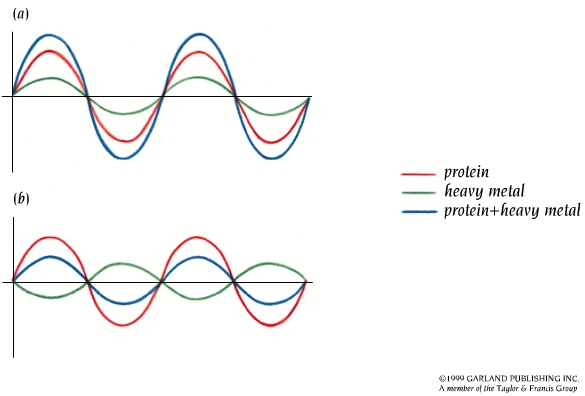 (a)
protein
heavy metal
protein+heavy metal
(b)
©1999 GARLAND PUBLISHING INC.
A member of the Taylor & Francis Group